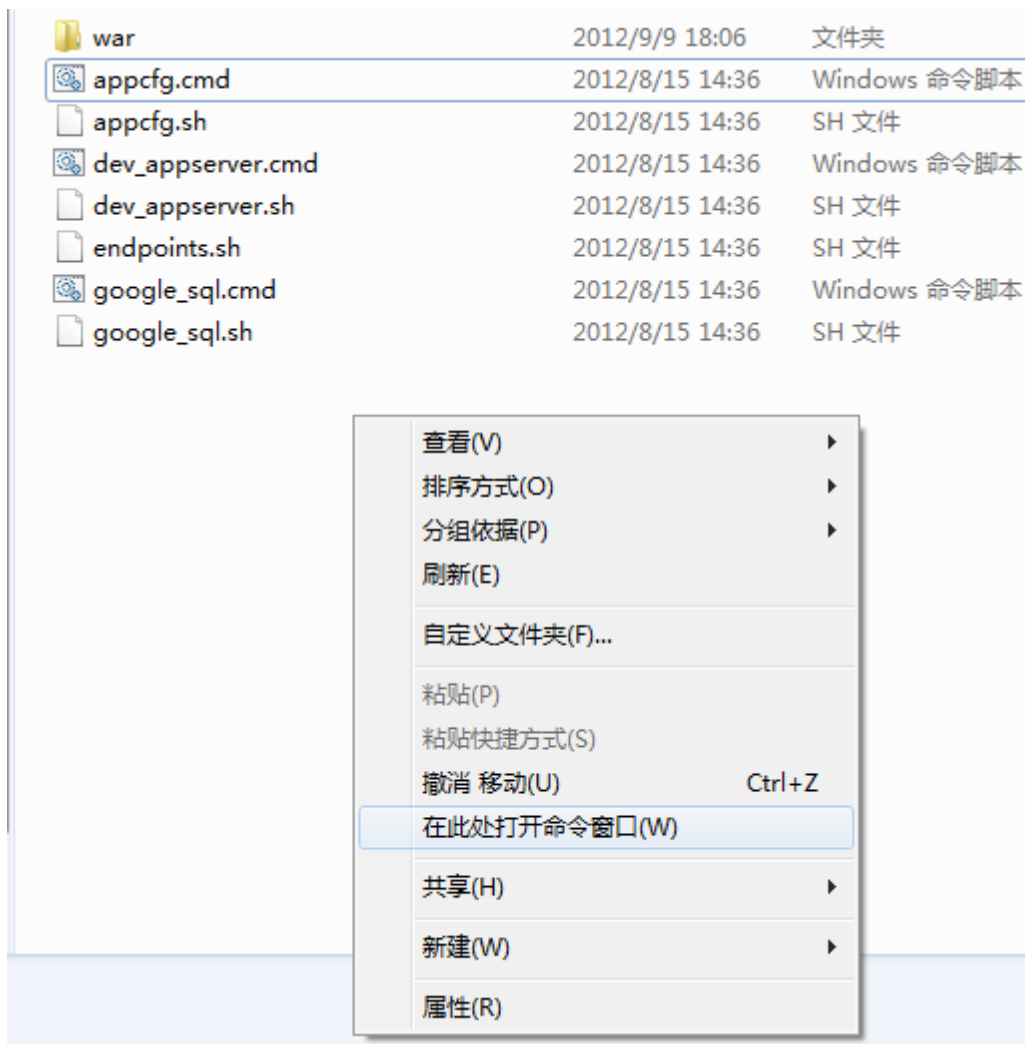 war 2012/9/9 18:06 文件夹
appcfg.cmd 2012/8/15 14:36 Windows 命令脚本
appcfg.sh 2012/8/15 14:36 SH 文件
dev_appserver.cmd 2012/8/15 14:36 Windows 命令脚本
dev_appserver.sh 2012/8/15 14:36 SH 文件
endpoints.sh 2012/8/15 14:36 SH 文件
google_sql.cmd 2012/8/15 14:36 Windows 命令脚本
google_sql.sh 2012/8/15 14:36 SH 文件
查看(V)
排序方式(O)
分组依据(P)
刷新(E)
自定义文件夹(F)...
粘贴(P)
粘贴快捷方式(S)
撤消 移动(U) Ctrl+Z
在此处打开命令窗口(W)
共享(H)
新建(W)
属性(R)